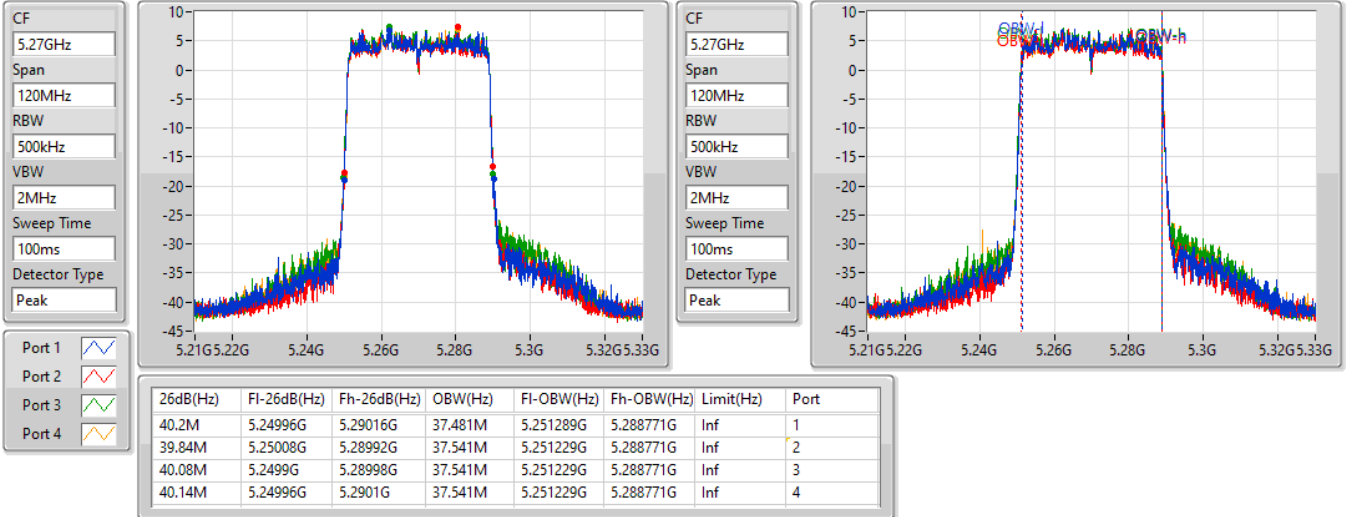 CF
5.27GHz
Span
120MHz
RBW
500kHz
VBW
2MHz
Sweep Time
100ms
Detector Type
Peak
10
5
0
-5
-10
-15
-20
-25
-30
-35
-40
-45
5.21G 5.22G 5.24G 5.26G 5.28G 5.3G 5.32G 5.33G
CF
5.27GHz
Span
120MHz
RBW
500kHz
VBW
2MHz
Sweep Time
100ms
Detector Type
Peak
10
5
0
-5
-10
-15
-20
-25
-30
-35
-40
-45
OBW-l
OBW-h
5.21G 5.22G 5.24G 5.26G 5.28G 5.3G 5.32G 5.33G
Port 1
Port 2
Port 3
Port 4
26dB(Hz) Fl-26dB(Hz) Fh-26dB(Hz) OBW(Hz) Fl-OBW(Hz) Fh-OBW(Hz) Limit(Hz) Port
40.2M 5.24996G 5.29016G 37.481M 5.251289G 5.288771G Inf 1
39.84M 5.25008G 5.28992G 37.541M 5.251229G 5.288771G Inf 2
40.08M 5.2499G 5.28998G 37.541M 5.251229G 5.288771G Inf 3
40.14M 5.24996G 5.2901G 37.541M 5.251229G 5.288771G Inf 4